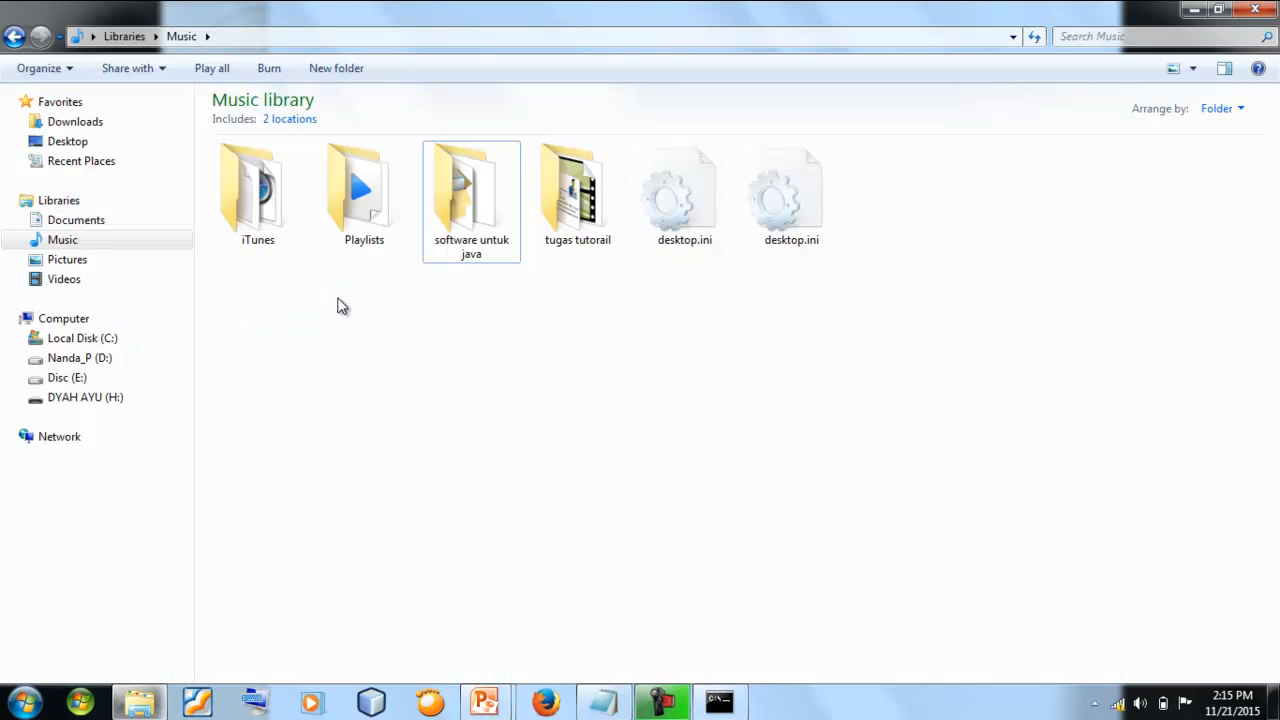 Libraries Music
Search Music
Organize Share with Play all Burn New folder
Favorites
Downloads
Desktop
Recent Places
Libraries
Documents
Music
Pictures
Videos
Computer
Local Disk (C:)
Nanda_P (D:)
Disc (E:)
DYAH AYU (H:)
Network
Music library
Includes: 2 locations
Arrange by: Folder
iTunes
Playlists
software untuk
java
tugas tutorail
desktop.ini
desktop.ini
2:15 PM
11/21/2015